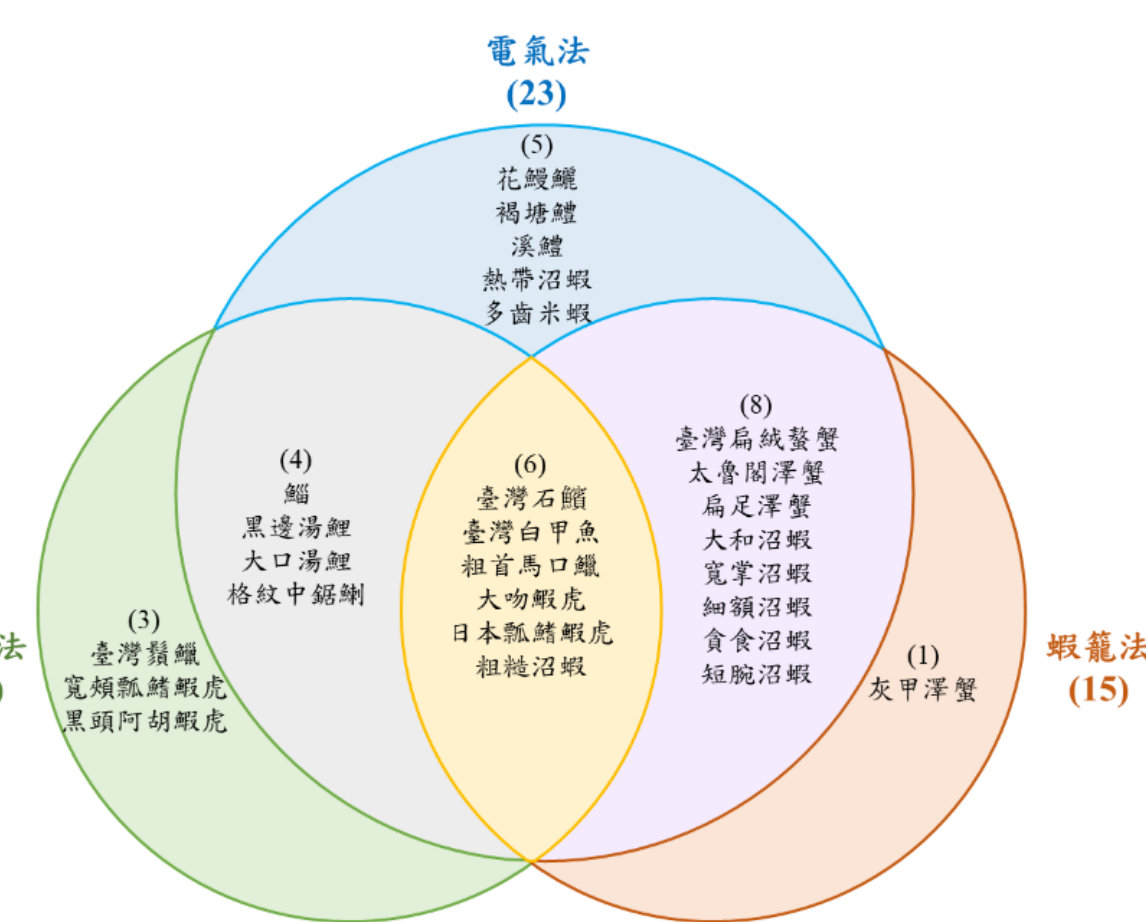 電氣法
(23)
(5)
花鰻鱺
褐塘鱧
溪鱧
熱帶沼蝦
多齒米蝦
(4)
鯔
黑邊湯鯉
大口湯鯉
格紋中鋸鯻
(6)
臺灣石𩼧
臺灣白甲魚
粗首馬口鱲
大吻鰕虎
日本瓢鰭鰕虎
粗糙沼蝦
(8)
臺灣扁絨螯蟹
太魯閣澤蟹
扁足澤蟹
大和沼蝦
寬掌沼蝦
細額沼蝦
貪食沼蝦
短腕沼蝦
(3)
臺灣鬚鱲
寬頰瓢鰭鰕虎
黑頭阿胡鰕虎
法
)
(1)
灰甲澤蟹
蝦籠法
(15)